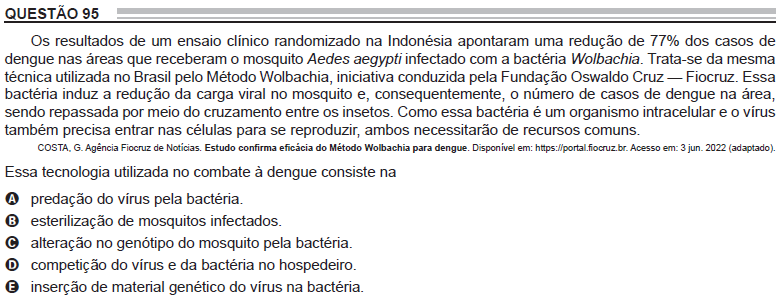 QUESTÃO 95
Os resultados de um ensaio clínico randomizado na Indonésia apontaram uma redução de 77% dos casos de
dengue nas áreas que receberam o mosquito Aedes aegypti infectado com a bactéria Wolbachia. Trata-se da mesma
técnica utilizada no Brasil pelo Método Wolbachia, iniciativa conduzida pela Fundação Oswaldo Cruz — Fiocruz. Essa
bactéria induz a redução da carga viral no mosquito e, consequentemente, o número de casos de dengue na área,
sendo repassada por meio do cruzamento entre os insetos. Como essa bactéria é um organismo intracelular e o vírus
também precisa entrar nas células para se reproduzir, ambos necessitarão de recursos comuns.
COSTA, G. Agência Fiocruz de Notícias. Estudo confirma eficácia do Método Wolbachia para dengue. Disponível em: https://portal.fiocruz.br. Acesso em: 3 jun. 2022 (adaptado).
Essa tecnologia utilizada no combate à dengue consiste na
A predação do vírus pela bactéria.
B esterilização de mosquitos infectados.
C alteração no genótipo do mosquito pela bactéria.
D competição do vírus e da bactéria no hospedeiro.
E inserção de material genético do vírus na bactéria.